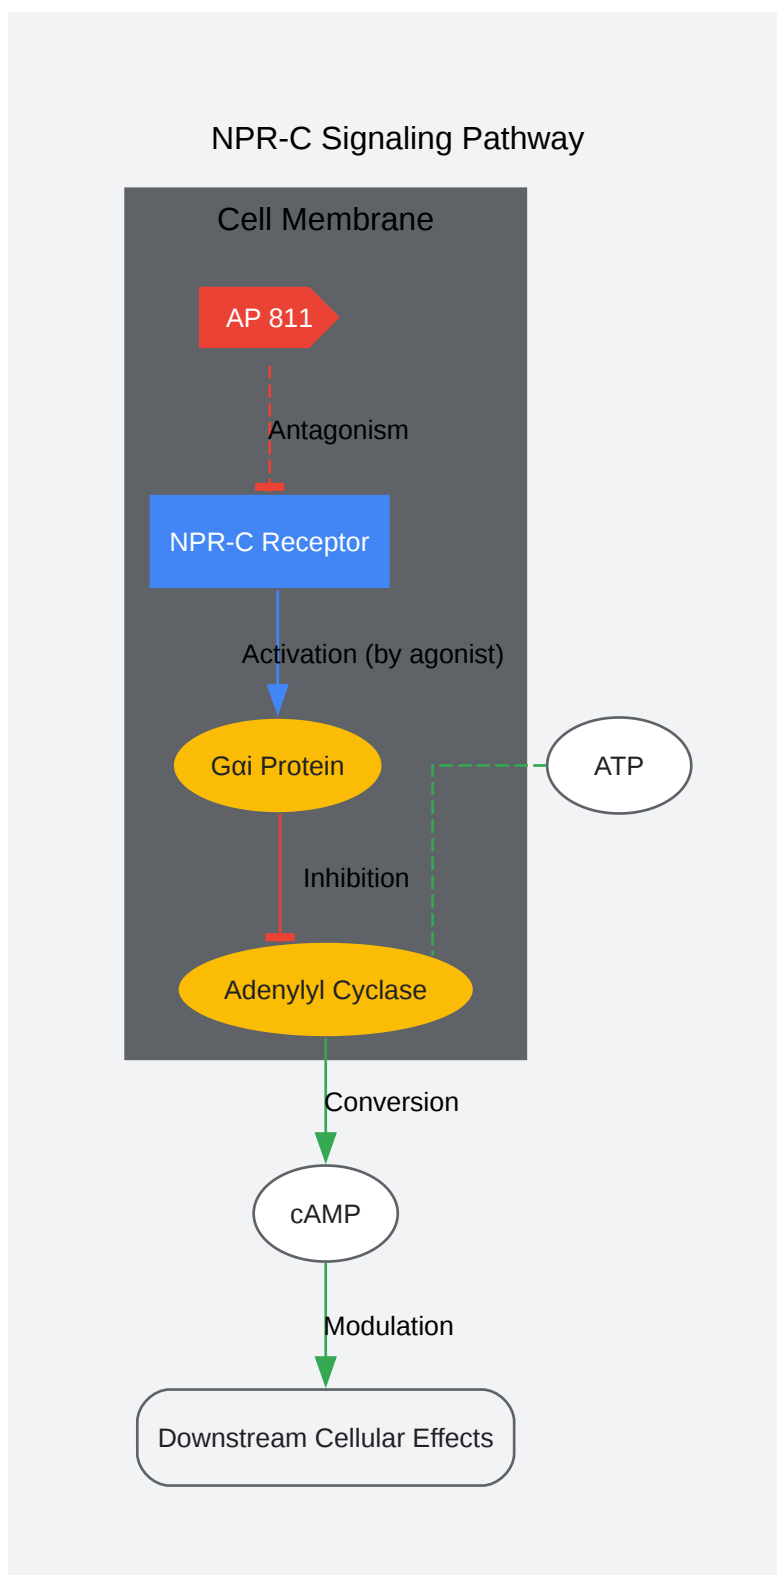 NPR-C Signaling Pathway
Cell Membrane
AP 811
Antagonism
NPR-C Receptor
Activation (by agonist)
Gαi Protein
ATP
Inhibition
Adenylyl Cyclase
Conversion
cAMP
Modulation
Downstream Cellular Effects